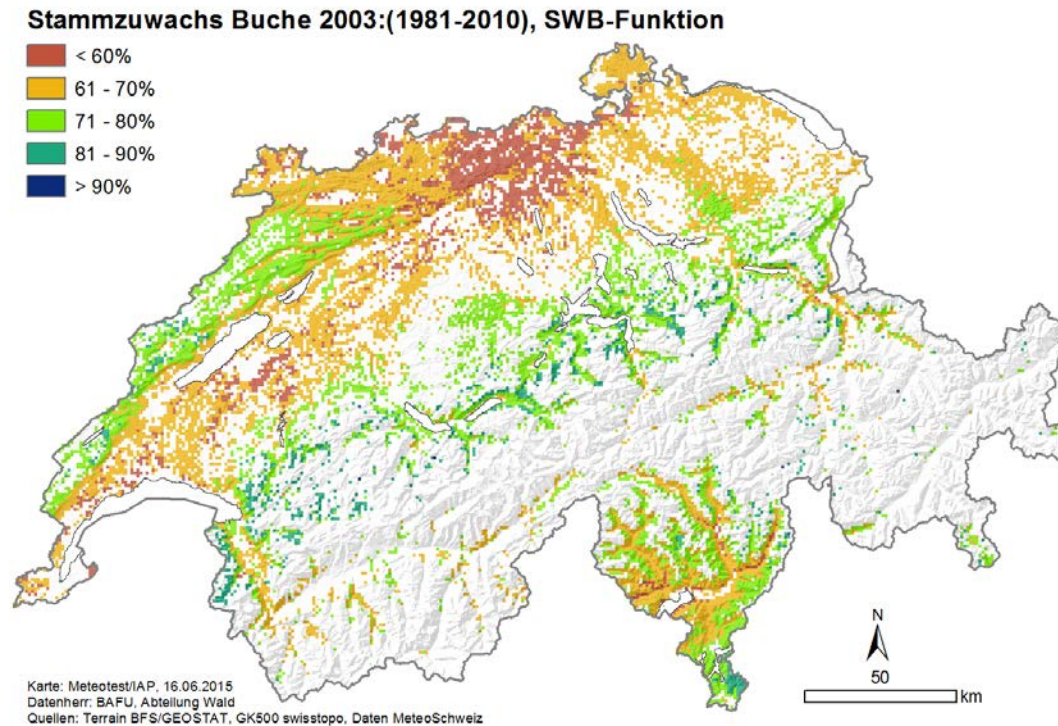 Stammzuwachs Buche 2003:(1981-2010), SWB-Funktion
< 60%
61 - 70%
71 - 80%
81 - 90%
> 90%
N
50
km
Karte: Meteotest/IAP, 16.06.2015
Datenherr: BAFU, Abteilung Wald
Quellen: Terrain BFS/GEOSTAT, GK500 swisstopo, Daten MeteoSchweiz